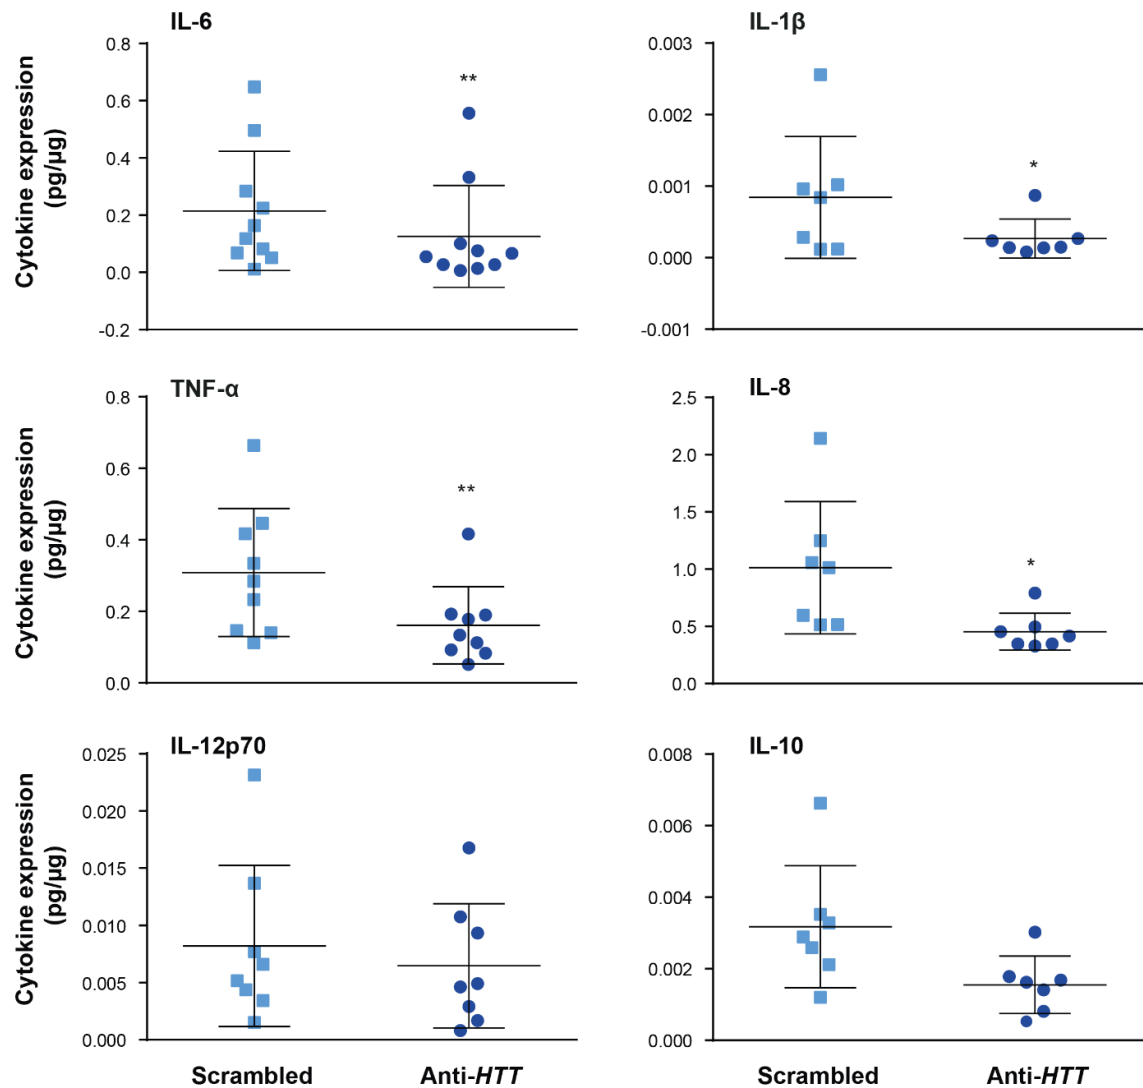 IL-6
Cytokine expression
(pg/µg)
0.8
0.6
0.4
0.2
0.0
-0.2
**
IL-1β
0.003
0.002
0.001
0.000
-0.001
*
TNF-α
Cytokine expression
(pg/µg)
0.8
0.6
0.4
0.2
0.0
**
IL-8
2.5
2.0
1.5
1.0
0.5
0.0
*
IL-12p70
Cytokine expression
(pg/µg)
0.025
0.020
0.015
0.010
0.005
0.000
Scrambled
Anti-HTT
IL-10
0.008
0.006
0.004
0.002
0.000
Scrambled
Anti-HTT